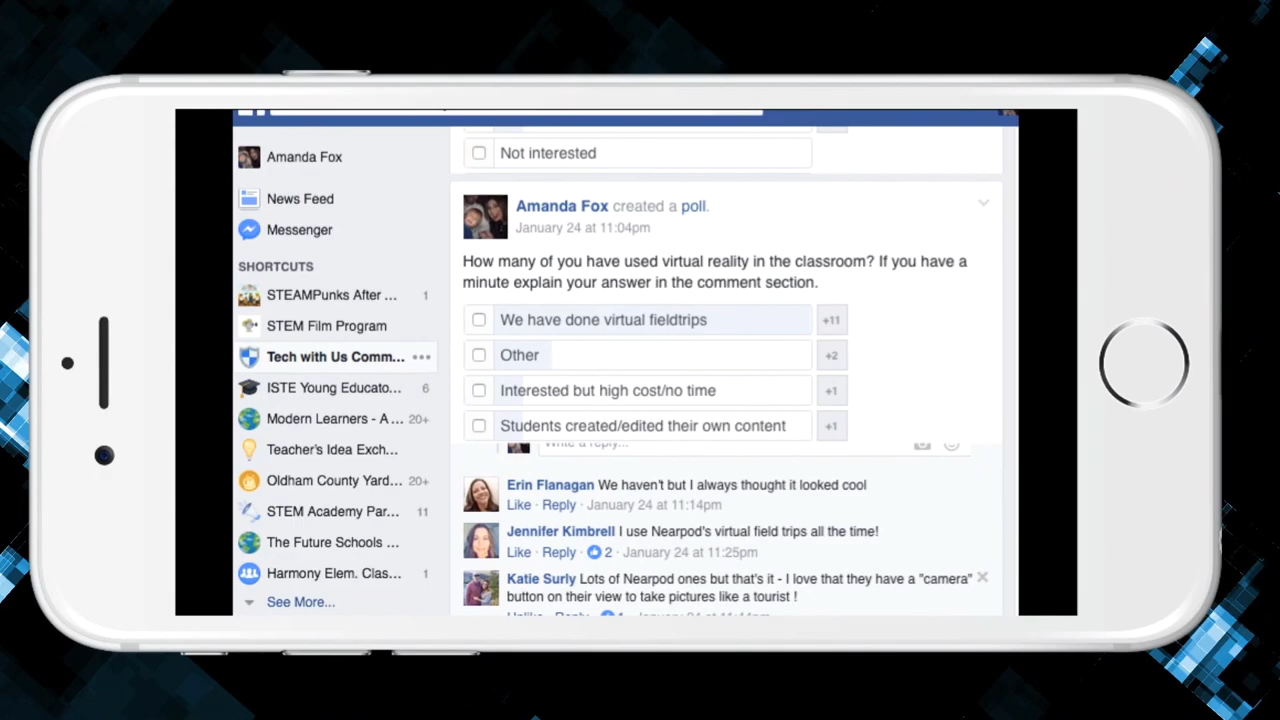 Amanda Fox
News Feed
Messenger
SHORTCUTS
STEAMPunks After ... 1
STEM Film Program
Tech with Us Comm...
ISTE Young Educato... 6
Modern Learners - A ... 20+
Teacher's Idea Exch...
Oldham County Yard... 20+
STEM Academy Par... 11
The Future Schools ...
Harmony Elem. Clas... 1
See More...
Not interested
Amanda Fox created a poll.
January 24 at 11:04pm
How many of you have used virtual reality in the classroom? If you have a
minute explain your answer in the comment section.
We have done virtual fieldtrips +11
Other +2
Interested but high cost/no time +1
Students created/edited their own content +1
Write a reply...
Erin Flanagan We haven't but I always thought it looked cool
Like · Reply · January 24 at 11:14pm
Jennifer Kimbrell I use Nearpod's virtual field trips all the time!
Like · Reply · 2 · January 24 at 11:25pm
Katie Surly Lots of Nearpod ones but that's it - I love that they have a "camera"
button on their view to take pictures like a tourist !